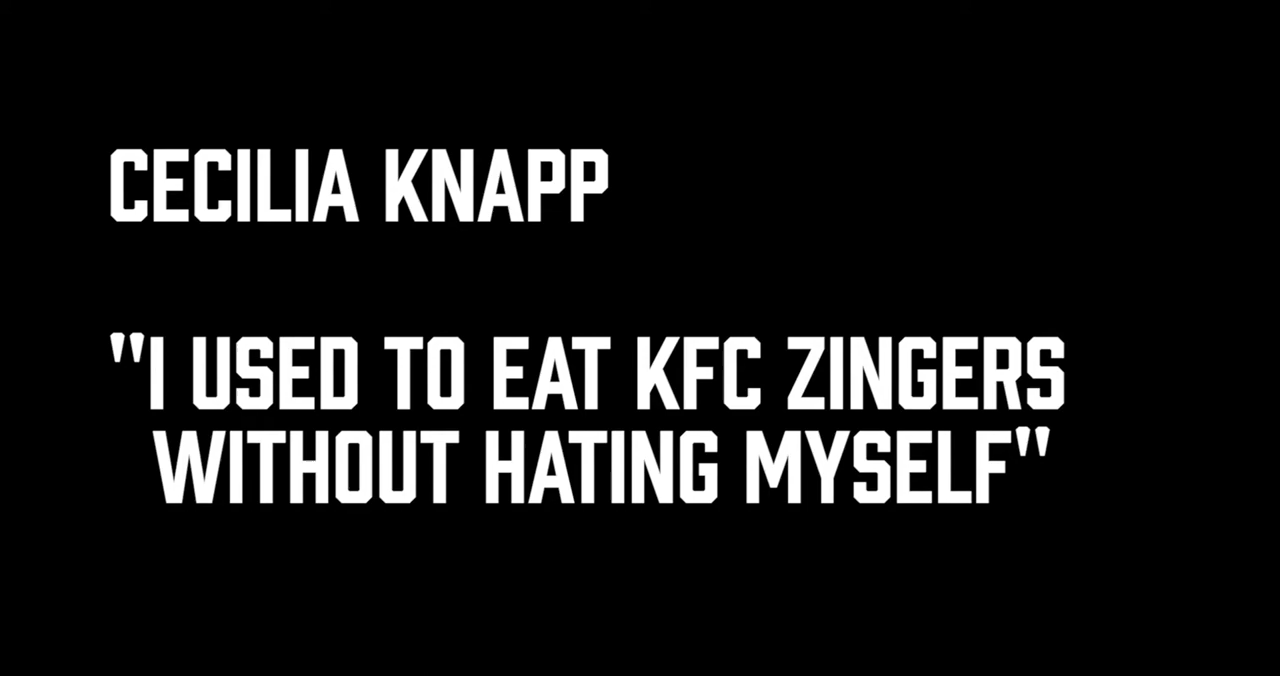 CECILIA KNAPP
"I USED TO EAT KFC ZINGERS
WITHOUT HATING MYSELF"